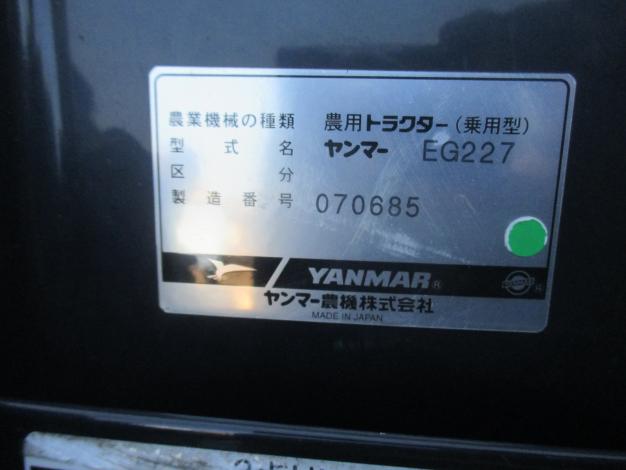 農業機械の種類 農用トラクター（乗用型）
型式名 ヤンマー EG227
区分
製造番号 070685
YANMAR®
ヤンマー農機株式会社
MADE IN JAPAN